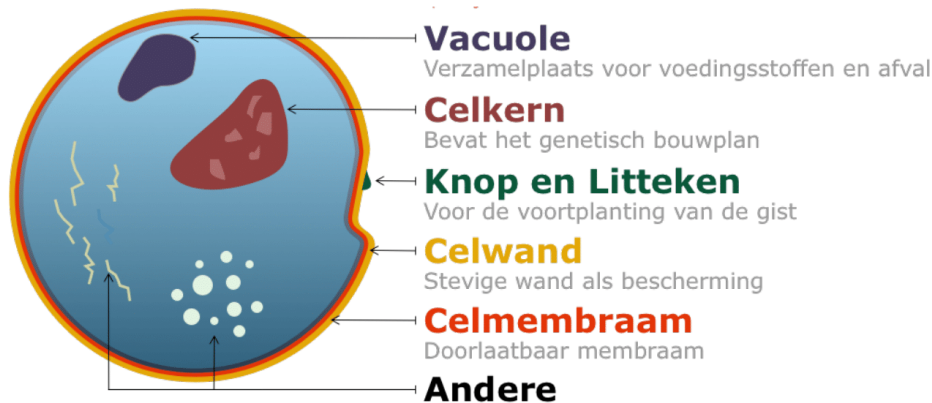 Vacuole
Verzamelplaats voor voedingsstoffen en afval
Celkern
Bevat het genetisch bouwplan
Knop en Litteken
Voor de voortplanting van de gist
Celwand
Stevige wand als bescherming
Celmembraam
Doorlaatbaar membraam
Andere